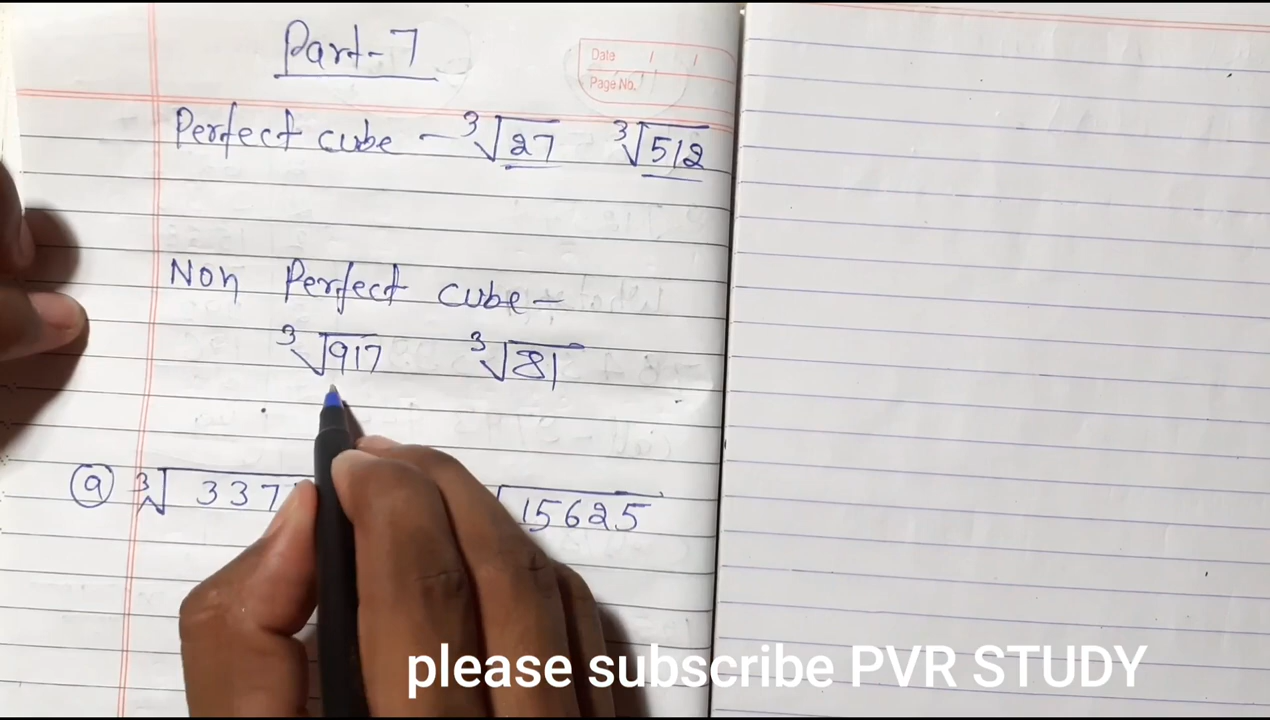 Part-7
Date / /
Page No.
Perfect cube - ∛27 ∛512
Non Perfect cube -
∛917 ∛81
(a) ∛337 √15625
please subscribe PVR STUDY